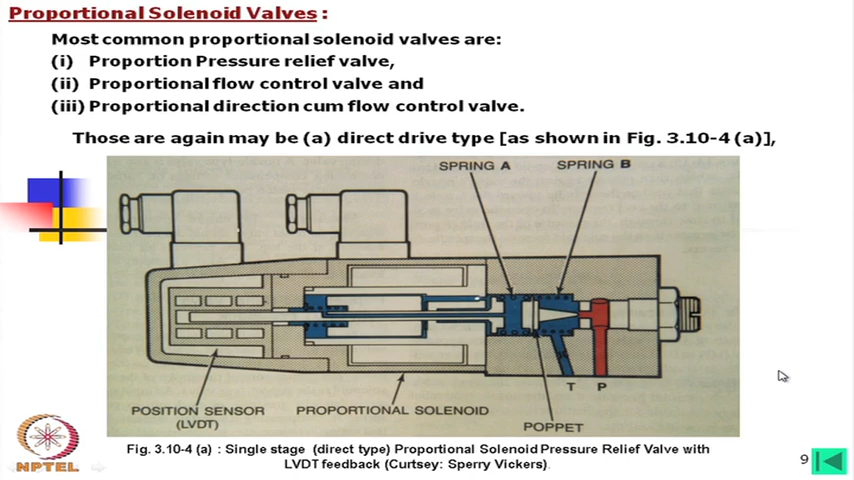 Proportional Solenoid Valves :
Most common proportional solenoid valves are:
(i) Proportion Pressure relief valve,
(ii) Proportional flow control valve and
(iii) Proportional direction cum flow control valve.
Those are again may be (a) direct drive type [as shown in Fig. 3.10-4 (a)],
SPRING A
SPRING B
T P
POSITION SENSOR
(LVDT)
PROPORTIONAL SOLENOID
POPPET
Fig. 3.10-4 (a) : Single stage (direct type) Proportional Solenoid Pressure Relief Valve with
LVDT feedback (Curtsey: Sperry Vickers).
NPTEL
9